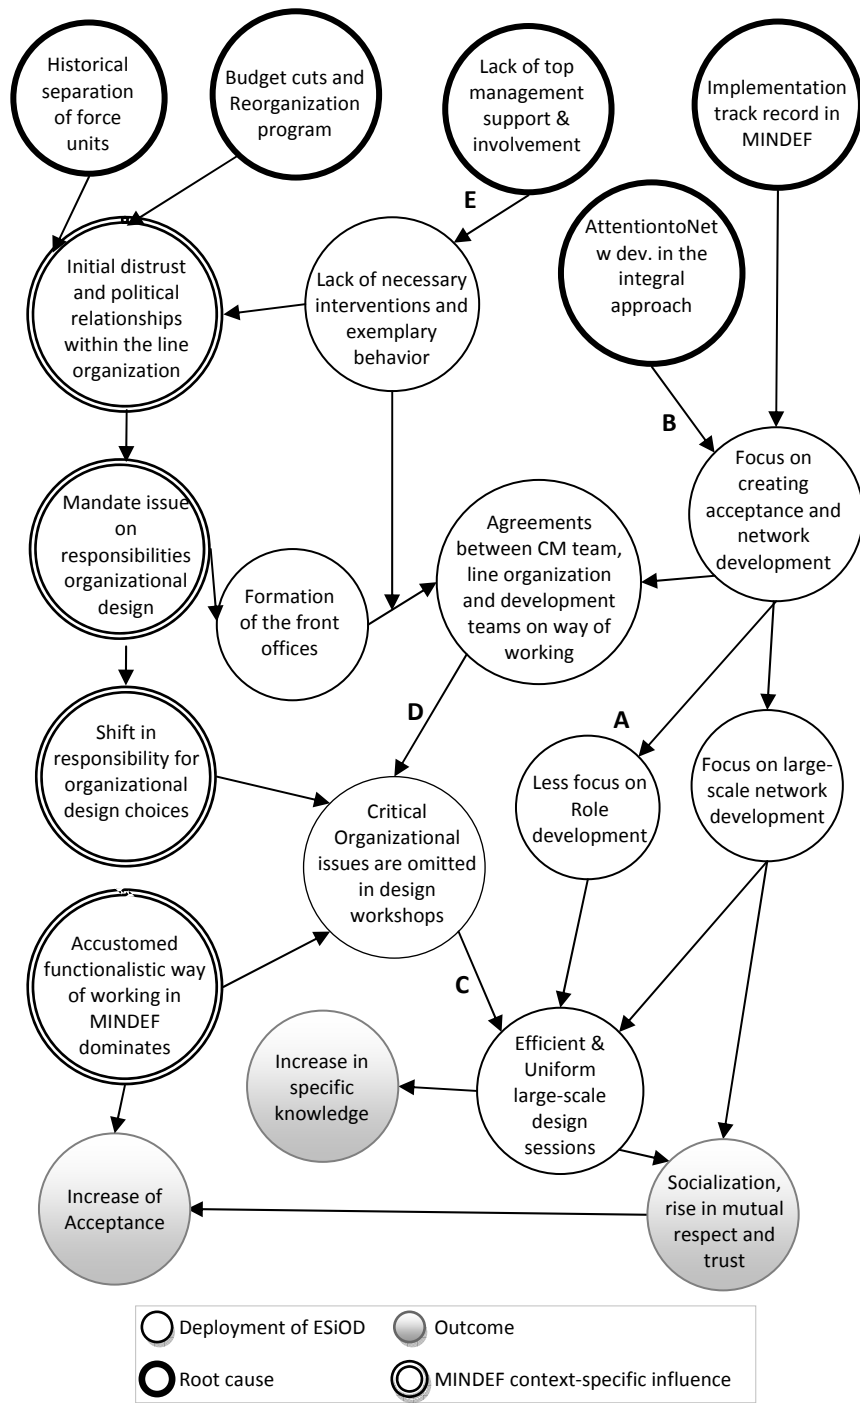 Historical
separation
of force
units
Budget cuts and
Reorganization
program
Lack of top
management
support &
involvement
Implementation
track record in
MINDEF
E
AttentiontoNet
w dev. in the
integral
approach
Initial distrust
and political
relationships
within the line
organization
Lack of necessary
interventions and
exemplary
behavior
B
Focus on
creating
acceptance and
network
development
Mandate issue
on
responsibilities
organizational
design
Formation
of the front
offices
Agreements
between CM team,
line organization
and development
teams on way of
working
D
A
Shift in
responsibility for
organizational
design choices
Critical
Organizational
issues are omitted
in design
workshops
Less focus on
Role
development
Focus on large-
scale network
development
Accustomed
functionalistic way
of working in
MINDEF
dominates
C
Increase in
specific
knowledge
Efficient &
Uniform
large-scale
design
sessions
Increase of
Acceptance
Socialization,
rise in mutual
respect and
trust
Deployment of ESiOD
Outcome
Root cause
MINDEF context-specific influence